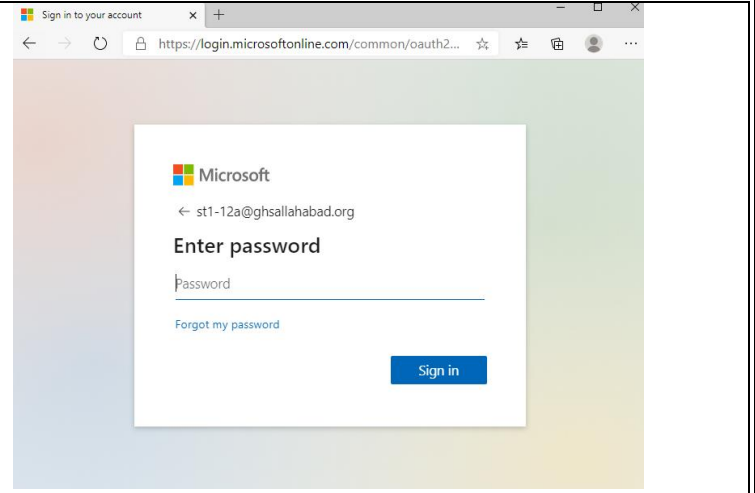 Sign in to your account
https://login.microsoftonline.com/common/oauth2...
Microsoft
← st1-12a@ghsallahabad.org
Enter password
Password
Forgot my password
Sign in